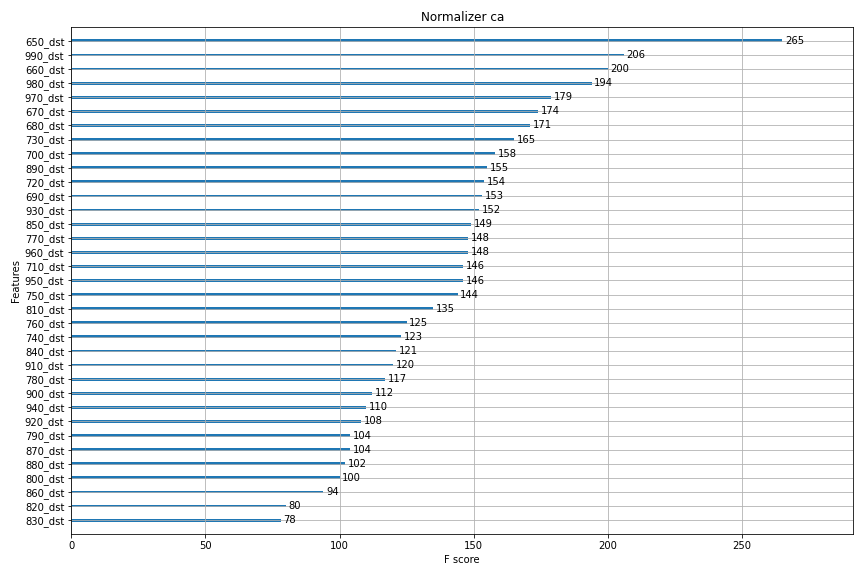 Normalizer ca
650_dst 265
990_dst 206
660_dst 200
980_dst 194
970_dst 179
670_dst 174
680_dst 171
730_dst 165
700_dst 158
890_dst 155
720_dst 154
690_dst 153
930_dst 152
850_dst 149
770_dst 148
960_dst 148
710_dst 146
950_dst 146
750_dst 144
810_dst 135
760_dst 125
740_dst 123
840_dst 121
910_dst 120
780_dst 117
900_dst 112
940_dst 110
920_dst 108
790_dst 104
870_dst 104
880_dst 102
800_dst 100
860_dst 94
820_dst 80
830_dst 78
Features
0 50 100 150 200 250
F score